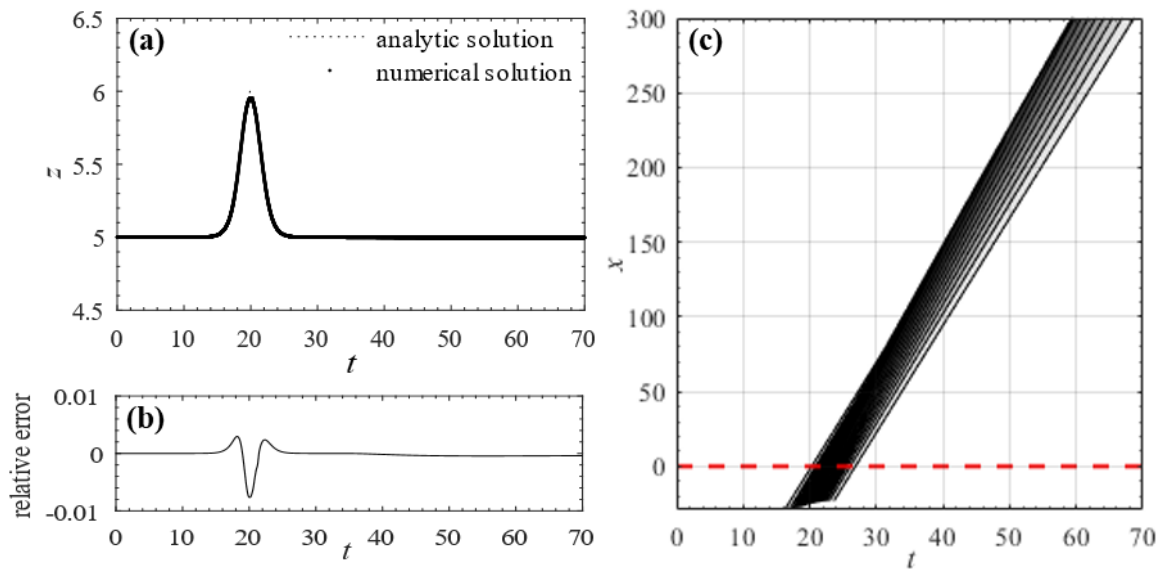 (a)
analytic solution
numerical solution
6.5
6
5.5
5
4.5
z
0 10 20 30 40 50 60 70
t
(b)
0.01
0
-0.01
relative error
0 10 20 30 40 50 60 70
t
(c)
300
250
200
150
100
50
0
x
0 10 20 30 40 50 60 70
t